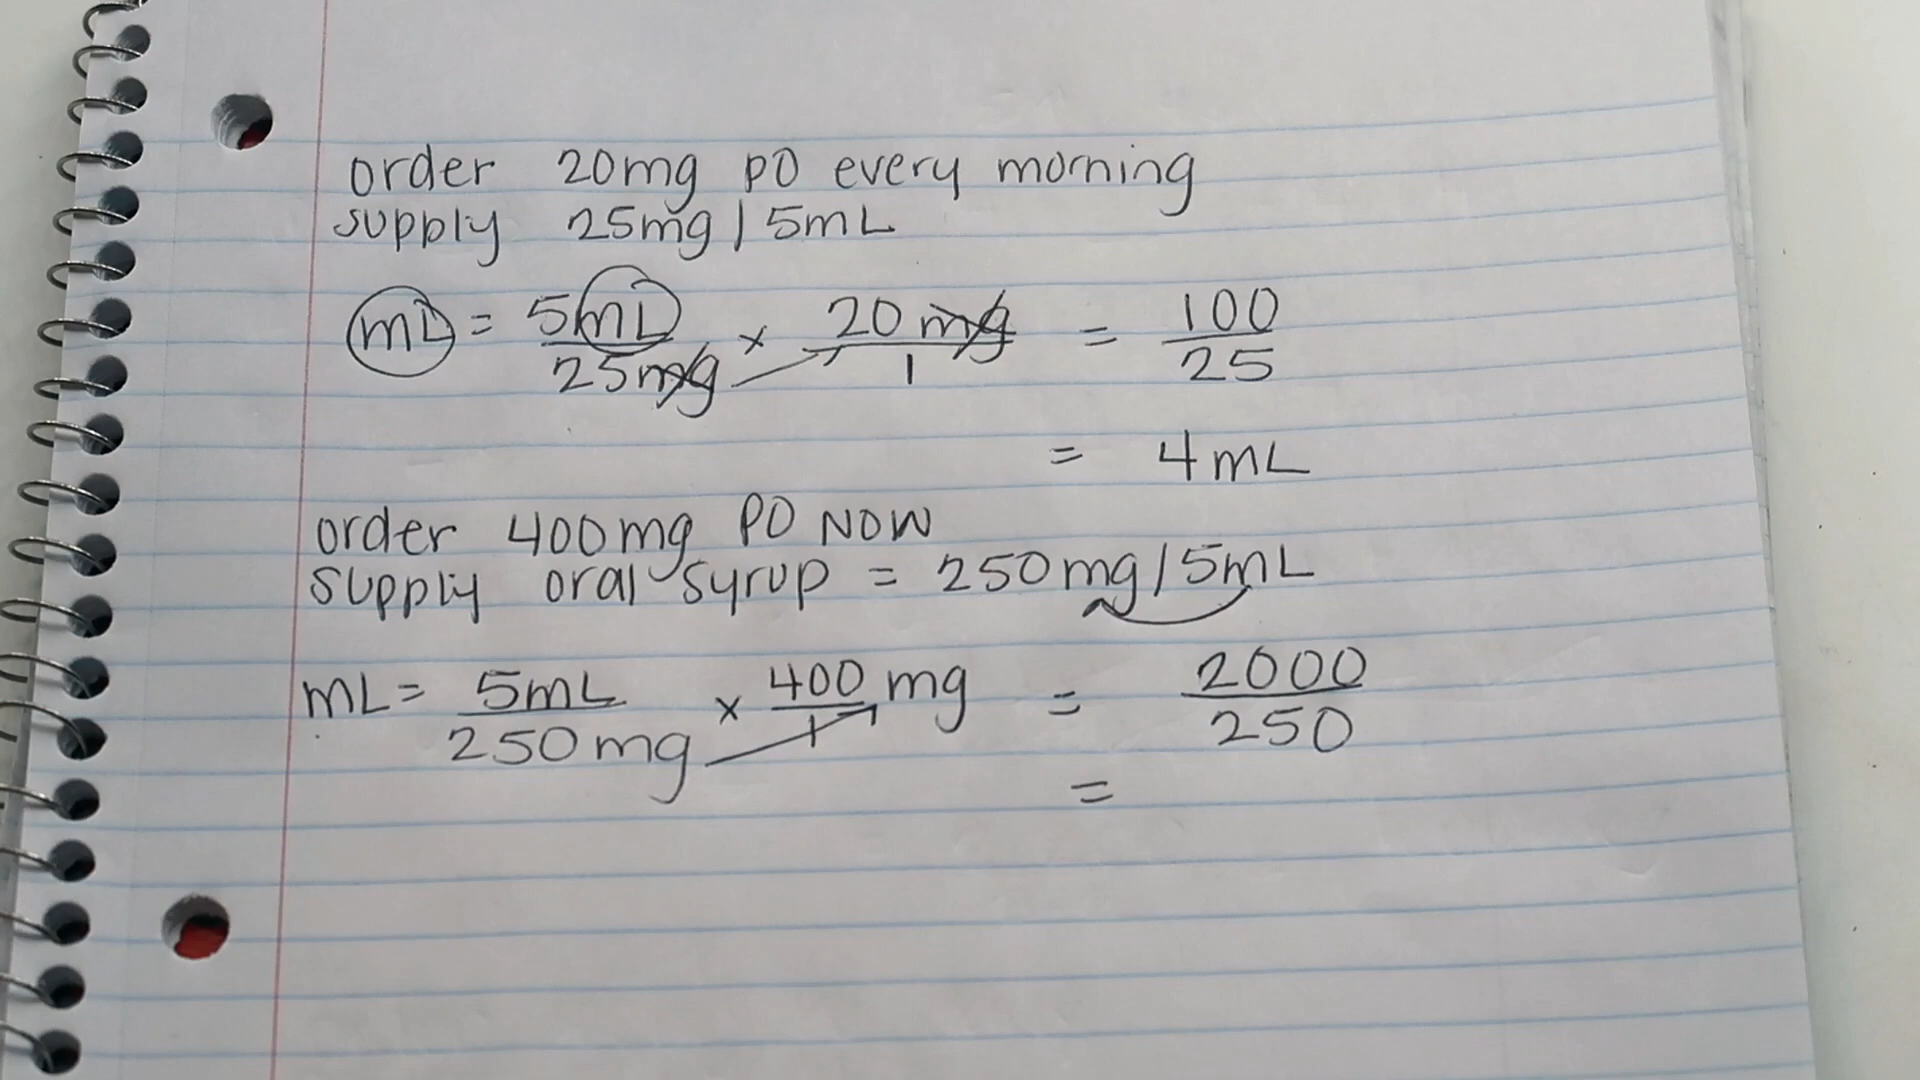 order 20mg PO every morning
supply 25mg / 5mL
mL = 5mL / 25mg × 20mg / 1 = 100 / 25
= 4mL
order 400mg PO NOW
supply oral syrup = 250mg / 5mL
mL = 5mL / 250mg × 400mg / 1 = 2000 / 250
=